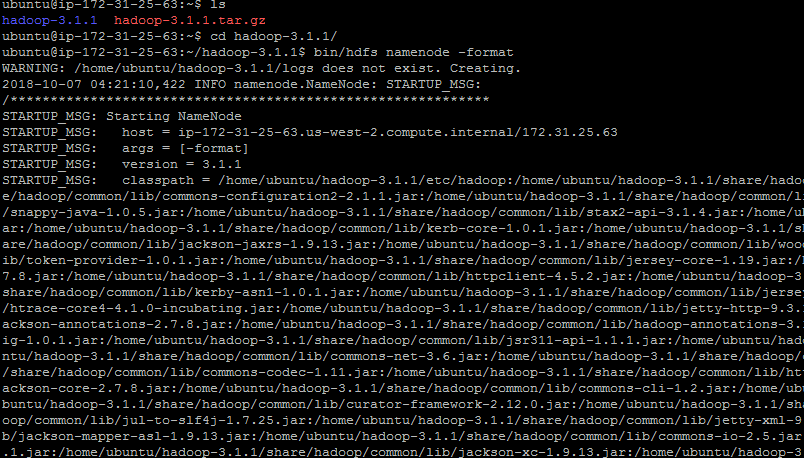 ubuntu@ip-172-31-25-63:~$ ls
hadoop-3.1.1  hadoop-3.1.1.tar.gz
ubuntu@ip-172-31-25-63:~$ cd hadoop-3.1.1/
ubuntu@ip-172-31-25-63:~/hadoop-3.1.1$ bin/hdfs namenode -format
WARNING: /home/ubuntu/hadoop-3.1.1/logs does not exist. Creating.
2018-10-07 04:21:10,422 INFO namenode.NameNode: STARTUP_MSG:
/************************************************************
STARTUP_MSG: Starting NameNode
STARTUP_MSG:   host = ip-172-31-25-63.us-west-2.compute.internal/172.31.25.63
STARTUP_MSG:   args = [-format]
STARTUP_MSG:   version = 3.1.1
STARTUP_MSG:   classpath = /home/ubuntu/hadoop-3.1.1/etc/hadoop:/home/ubuntu/hadoop-3.1.1/share/hadoo
e/hadoop/common/lib/commons-configuration2-2.1.1.jar:/home/ubuntu/hadoop-3.1.1/share/hadoop/common/li
/snappy-java-1.0.5.jar:/home/ubuntu/hadoop-3.1.1/share/hadoop/common/lib/stax2-api-3.1.4.jar:/home/ub
ar:/home/ubuntu/hadoop-3.1.1/share/hadoop/common/lib/kerb-core-1.0.1.jar:/home/ubuntu/hadoop-3.1.1/sh
are/hadoop/common/lib/jackson-jaxrs-1.9.13.jar:/home/ubuntu/hadoop-3.1.1/share/hadoop/common/lib/wood
ib/token-provider-1.0.1.jar:/home/ubuntu/hadoop-3.1.1/share/hadoop/common/lib/jersey-core-1.19.jar:/h
7.8.jar:/home/ubuntu/hadoop-3.1.1/share/hadoop/common/lib/httpclient-4.5.2.jar:/home/ubuntu/hadoop-3.
share/hadoop/common/lib/kerby-asn1-1.0.1.jar:/home/ubuntu/hadoop-3.1.1/share/hadoop/common/lib/jersey
/htrace-core4-4.1.0-incubating.jar:/home/ubuntu/hadoop-3.1.1/share/hadoop/common/lib/jetty-http-9.3.1
ackson-annotations-2.7.8.jar:/home/ubuntu/hadoop-3.1.1/share/hadoop/common/lib/hadoop-annotations-3.
ig-1.0.1.jar:/home/ubuntu/hadoop-3.1.1/share/hadoop/common/lib/jsr311-api-1.1.1.jar:/home/ubuntu/hado
ntu/hadoop-3.1.1/share/hadoop/common/lib/commons-net-3.6.jar:/home/ubuntu/hadoop-3.1.1/share/hadoop/c
/share/hadoop/common/lib/commons-codec-1.11.jar:/home/ubuntu/hadoop-3.1.1/share/hadoop/common/lib/htt
ackson-core-2.7.8.jar:/home/ubuntu/hadoop-3.1.1/share/hadoop/common/lib/commons-cli-1.2.jar:/home/ubu
buntu/hadoop-3.1.1/share/hadoop/common/lib/curator-framework-2.12.0.jar:/home/ubuntu/hadoop-3.1.1/sha
oop/common/lib/jul-to-slf4j-1.7.25.jar:/home/ubuntu/hadoop-3.1.1/share/hadoop/common/lib/jetty-xml-9
b/jackson-mapper-asl-1.9.13.jar:/home/ubuntu/hadoop-3.1.1/share/hadoop/common/lib/commons-io-2.5.jar
.1.jar:/home/ubuntu/hadoop-3.1.1/share/hadoop/common/lib/jackson-xc-1.9.13.jar:/home/ubuntu/hadoop-3